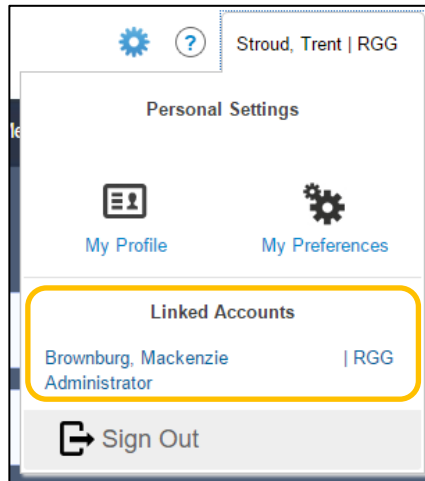 ? Stroud, Trent | RGG
Personal Settings
My Profile My Preferences
Linked Accounts
Brownburg, Mackenzie | RGG
Administrator
Sign Out